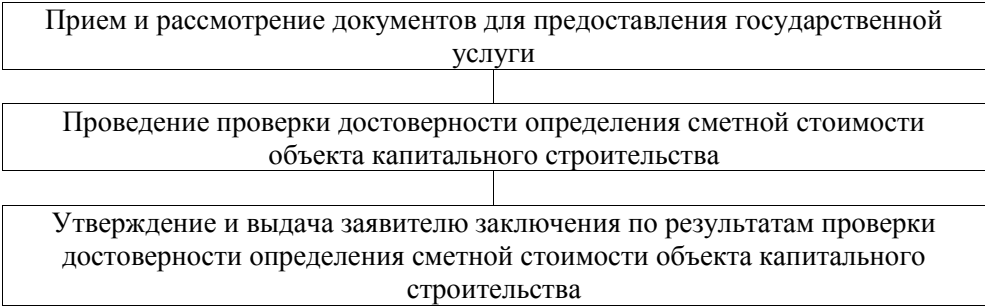 Прием и рассмотрение документов для предоставления государственной
услуги
Проведение проверки достоверности определения сметной стоимости
объекта капитального строительства
Утверждение и выдача заявителю заключения по результатам проверки
достоверности определения сметной стоимости объекта капитального
строительства